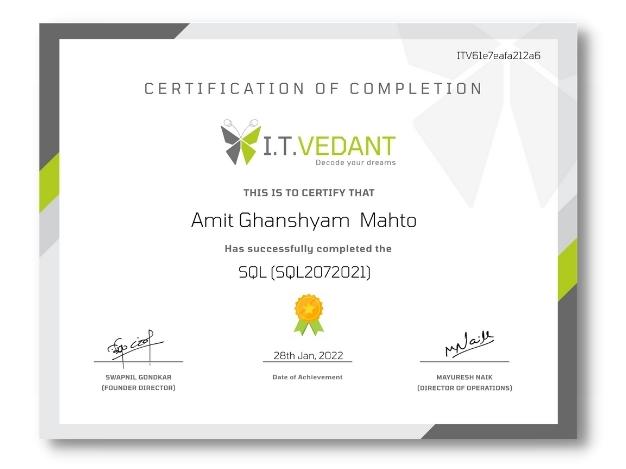 ITV61e7eafa212a6
CERTIFICATION OF COMPLETION
I.T.VEDANT
Decode your dreams
THIS IS TO CERTIFY THAT
Amit Ghanshyam Mahto
Has successfully completed the
SQL (SQL2072021)
28th Jan, 2022
SWAPNIL GONDKAR
(FOUNDER DIRECTOR)
Date of Achievement
MAYURESH NAIK
(DIRECTOR OF OPERATIONS)